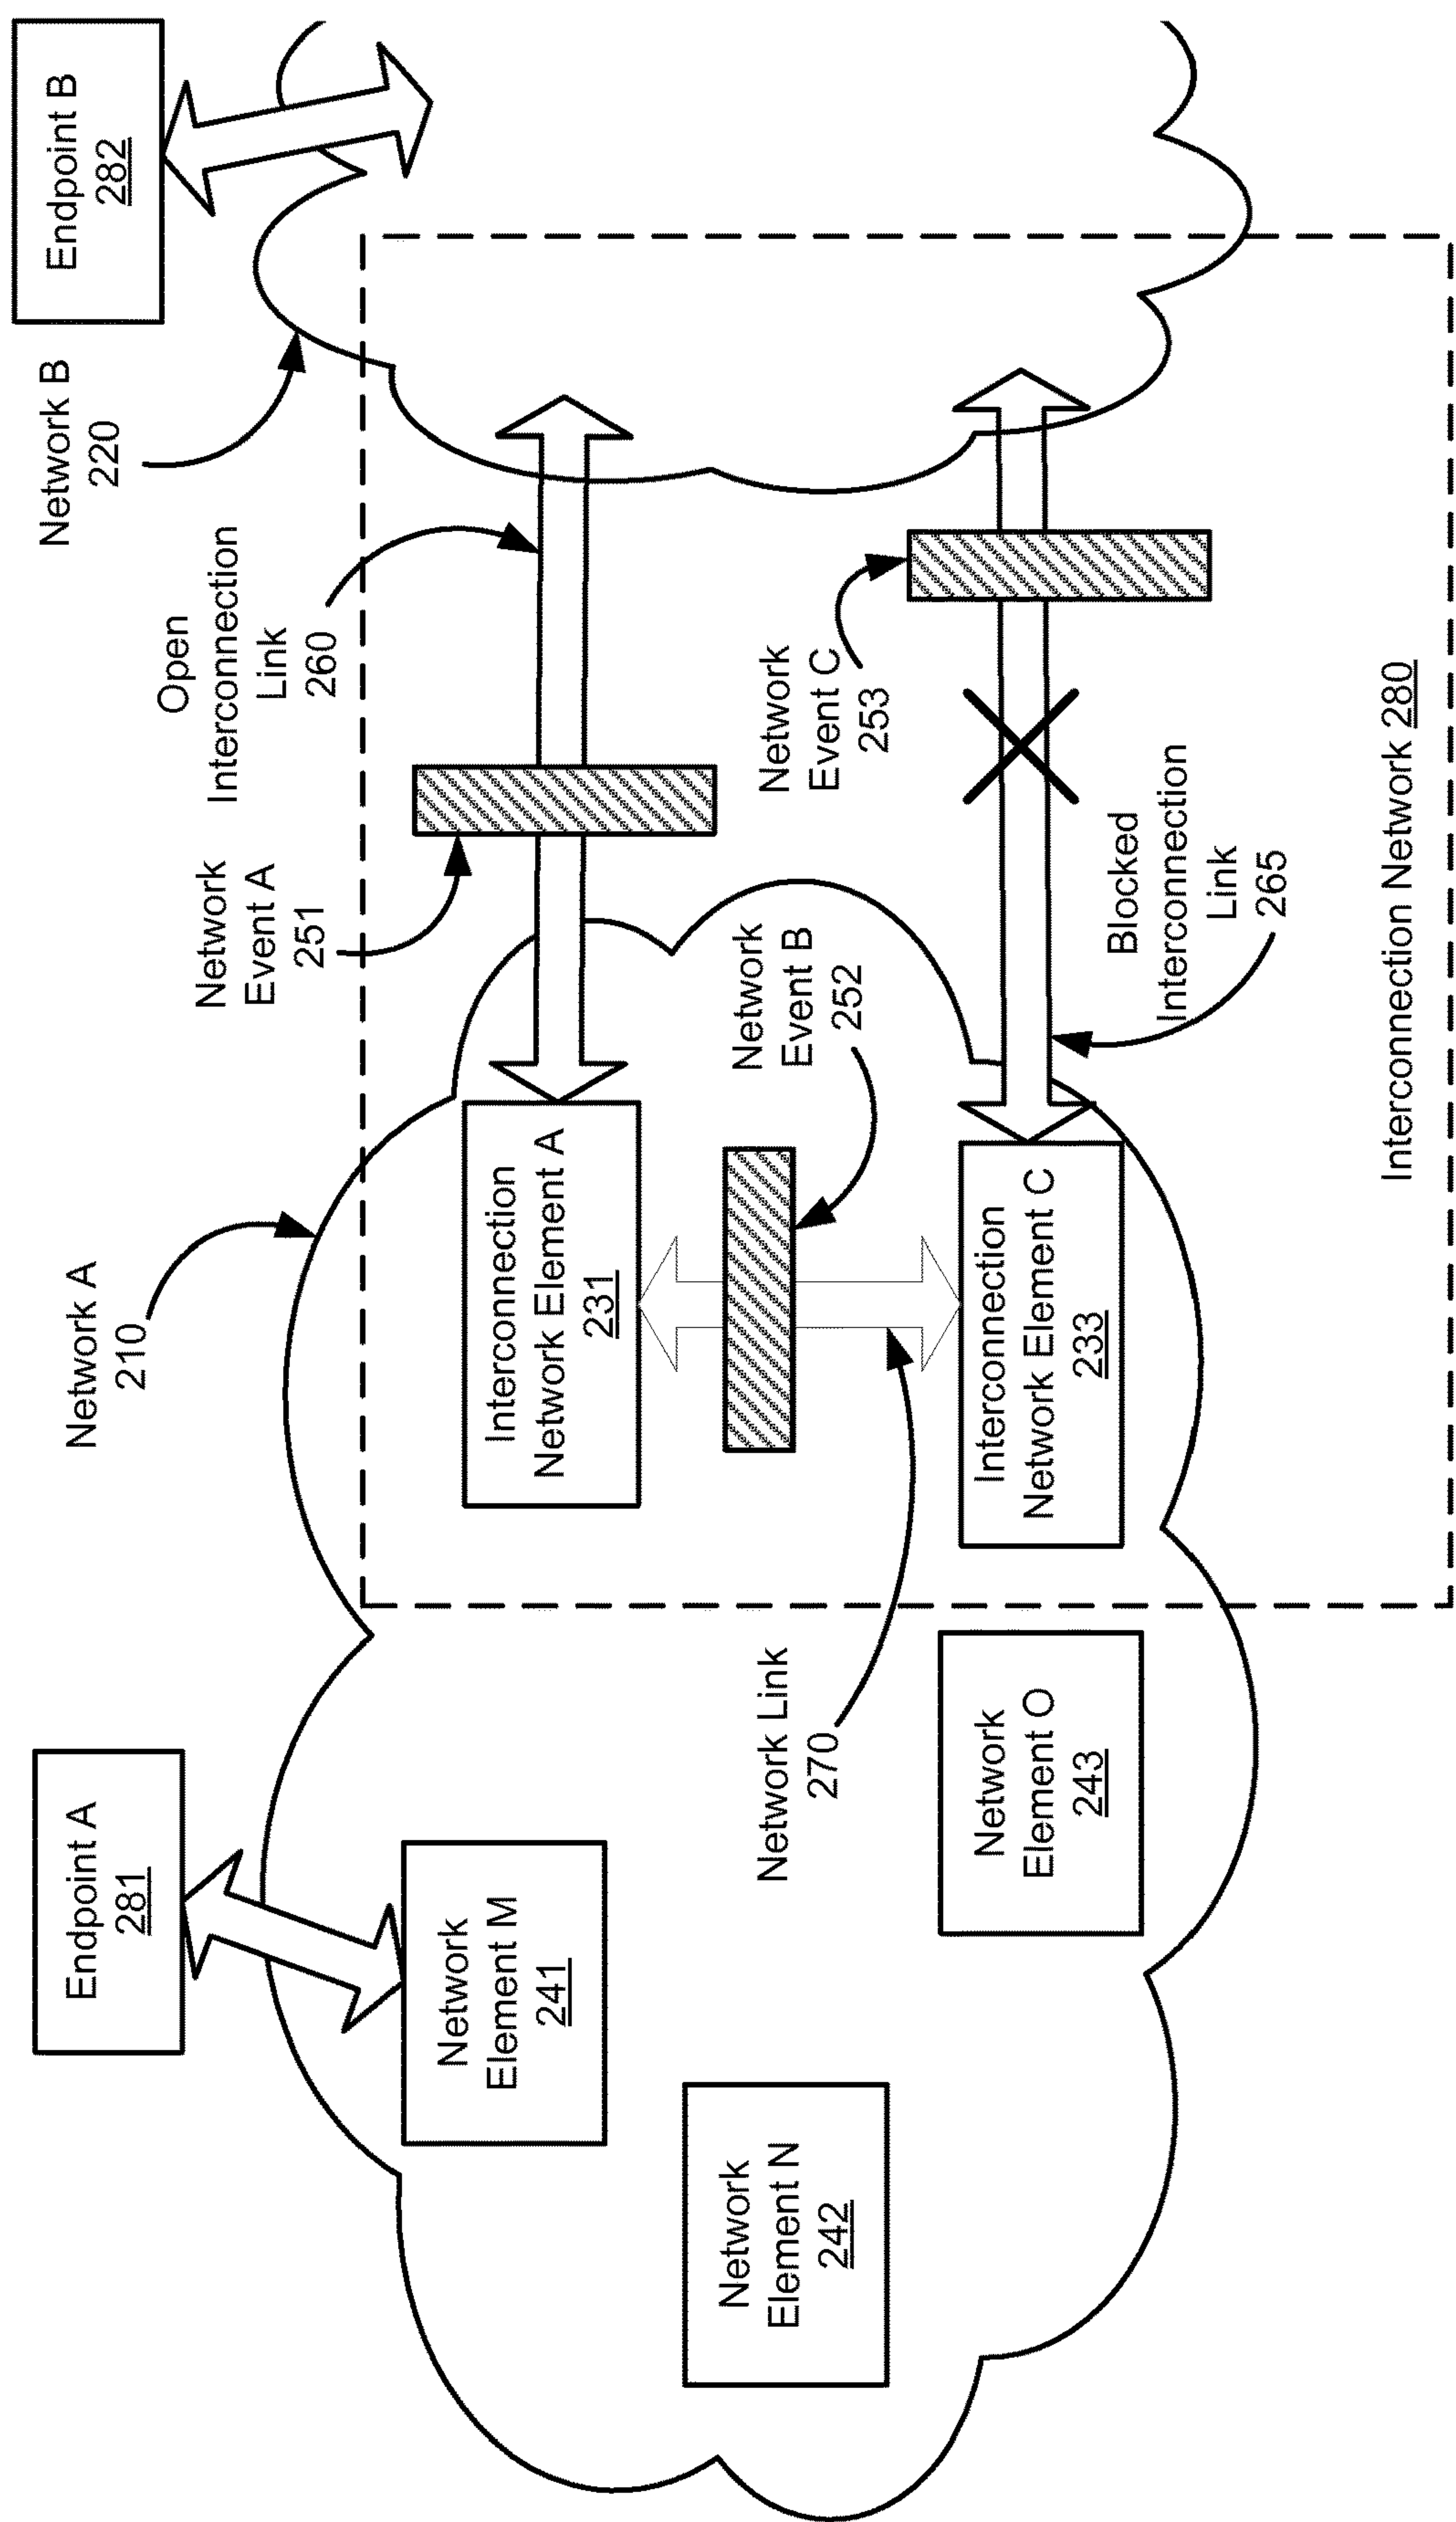 Endpoint A
281
Endpoint B
282
Network A
210
Network B
220
Open
Interconnection
Link
260
Network
Event A
251
Network
Element M
241
Interconnection
Network Element A
231
Network
Element N
242
Network Link
270
Network
Event B
252
Network
Event C
253
Network
Element O
243
Interconnection
Network Element C
233
Blocked
Interconnection
Link
265
Interconnection Network 280